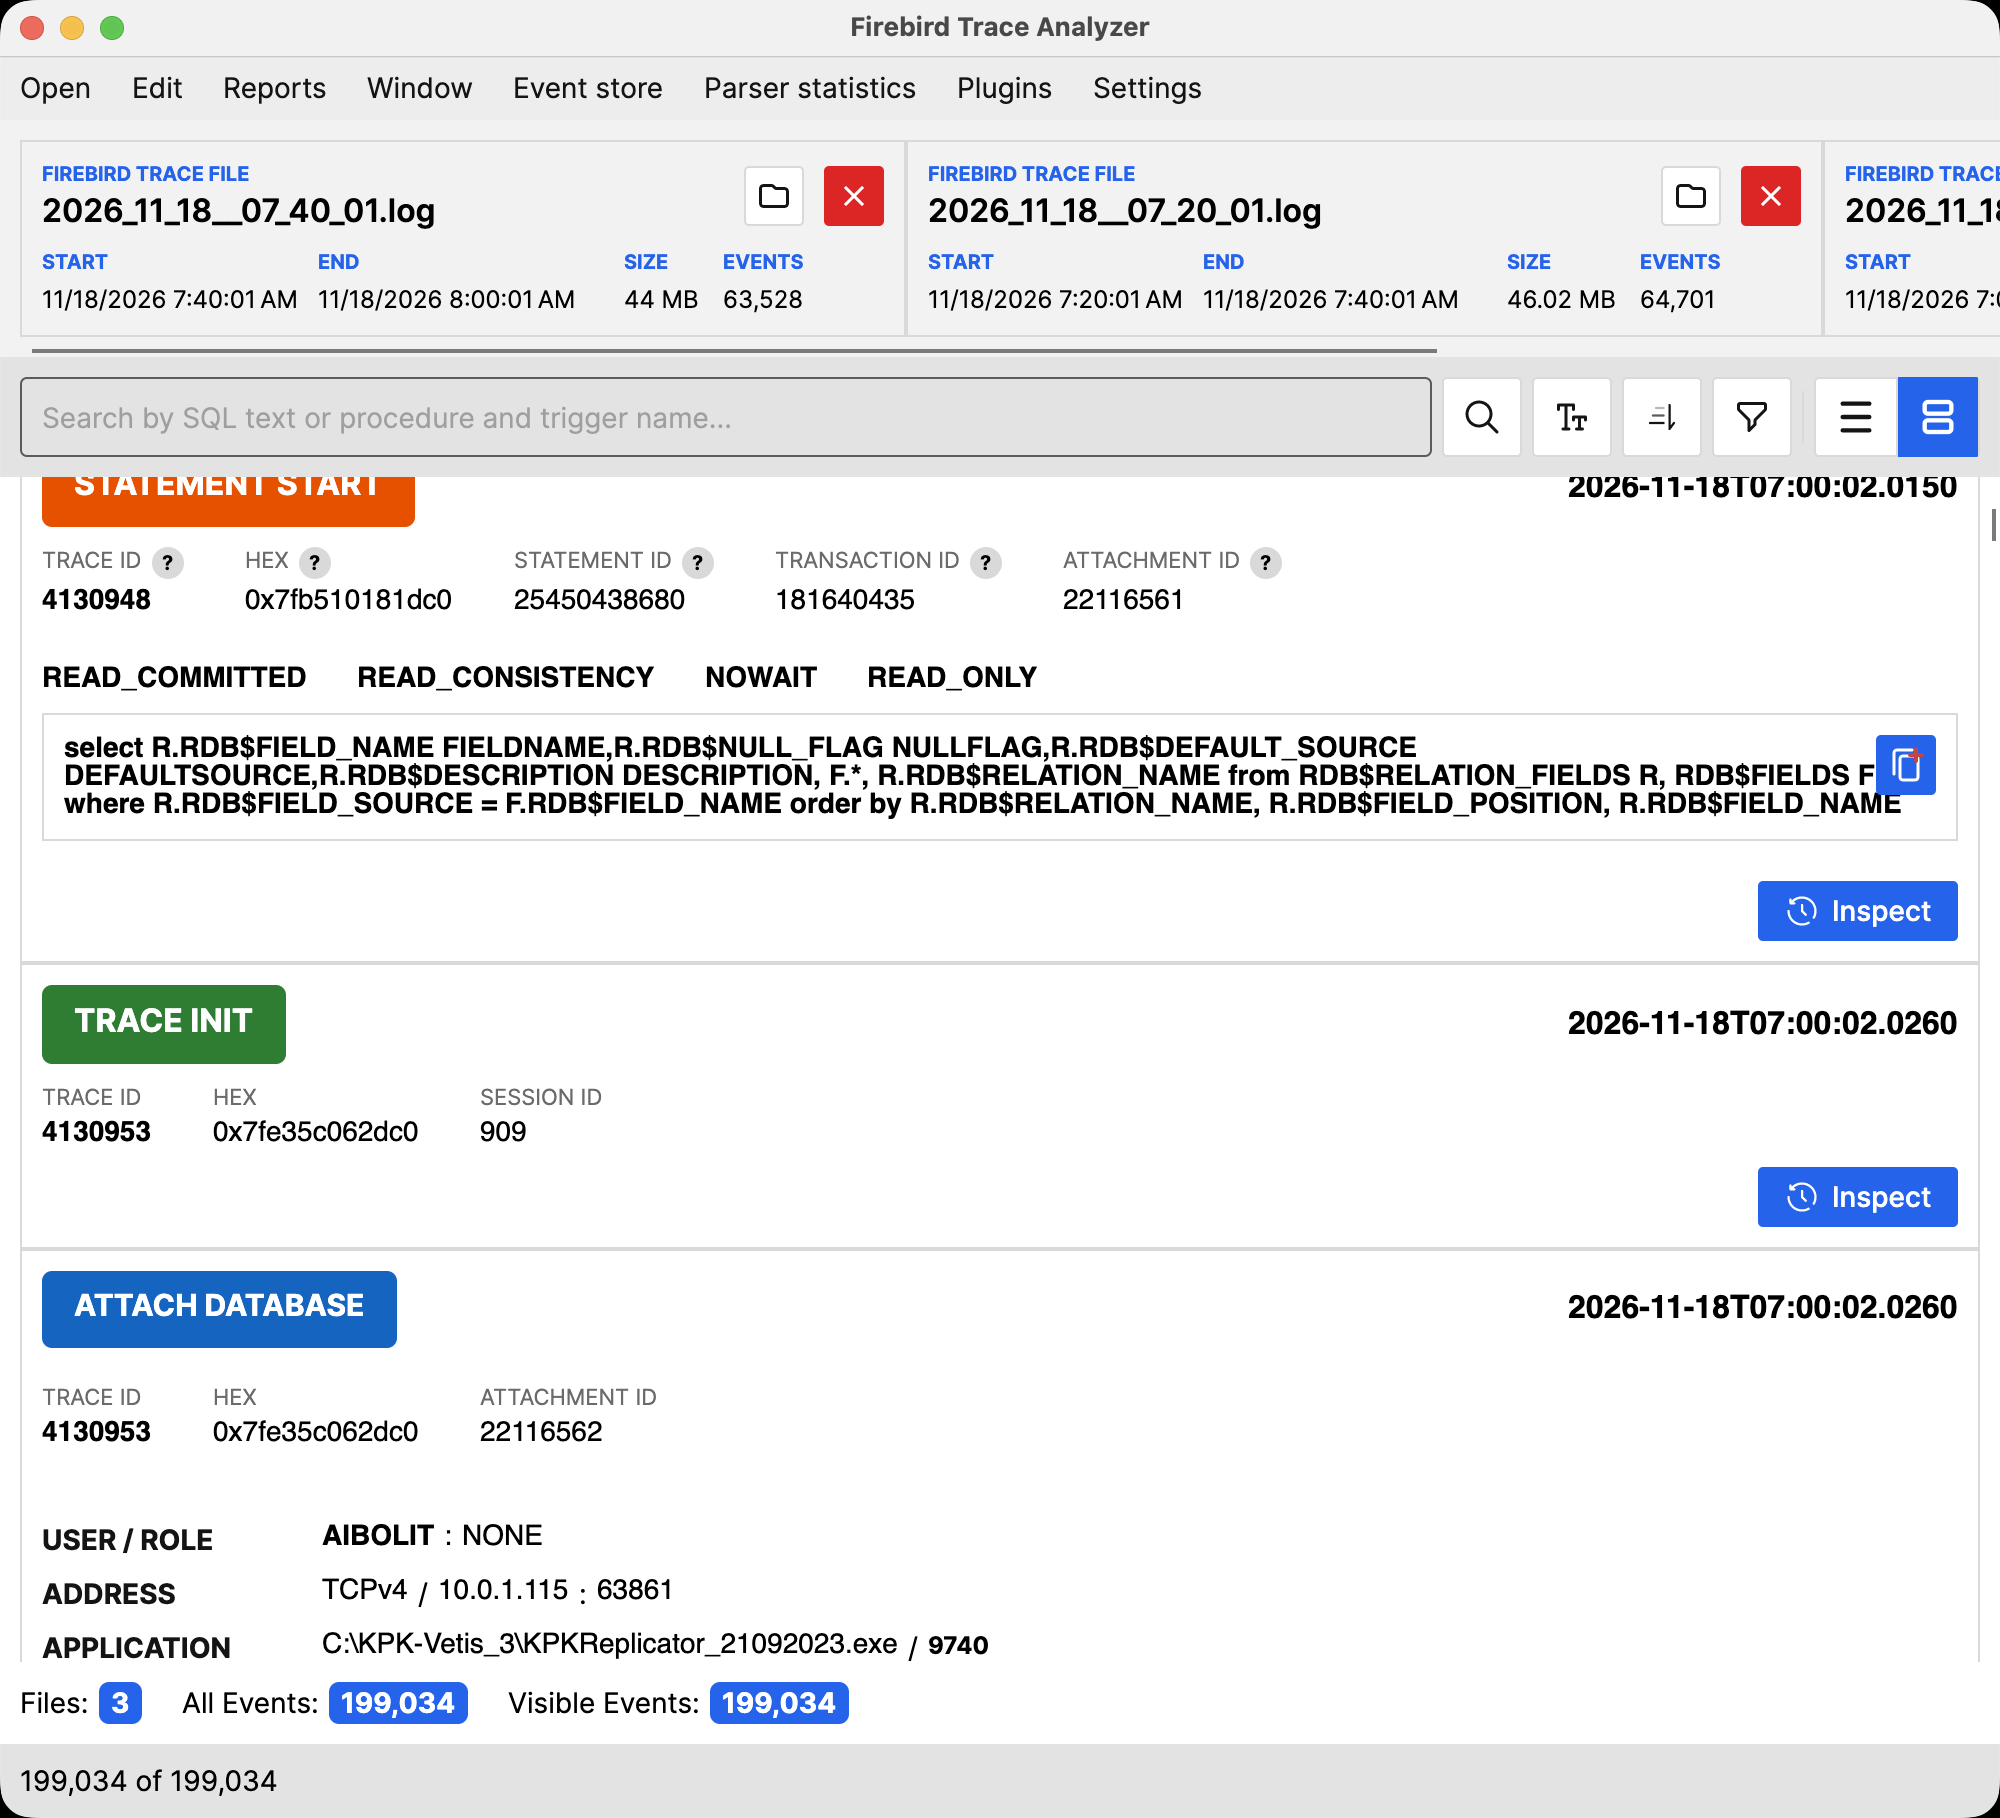 Firebird Trace Analyzer
Open Edit Reports Window Event store Parser statistics Plugins Settings
FIREBIRD TRACE FILE
2026_11_18__07_40_01.log
START END SIZE EVENTS
11/18/2026 7:40:01 AM 11/18/2026 8:00:01 AM 44 MB 63,528
FIREBIRD TRACE FILE
2026_11_18__07_20_01.log
START END SIZE EVENTS
11/18/2026 7:20:01 AM 11/18/2026 7:40:01 AM 46.02 MB 64,701
FIREBIRD TRACE
2026_11_18
START
11/18/2026 7:0
Search by SQL text or procedure and trigger name...
STATEMENT START 2026-11-18T07:00:02.0150
TRACE ID ? HEX ? STATEMENT ID ? TRANSACTION ID ? ATTACHMENT ID ?
4130948 0x7fb510181dc0 25450438680 181640435 22116561
READ_COMMITTED READ_CONSISTENCY NOWAIT READ_ONLY
select R.RDB$FIELD_NAME FIELDNAME,R.RDB$NULL_FLAG NULLFLAG,R.RDB$DEFAULT_SOURCE
DEFAULTSOURCE,R.RDB$DESCRIPTION DESCRIPTION, F.*, R.RDB$RELATION_NAME from RDB$RELATION_FIELDS R, RDB$FIELDS F
where R.RDB$FIELD_SOURCE = F.RDB$FIELD_NAME order by R.RDB$RELATION_NAME, R.RDB$FIELD_POSITION, R.RDB$FIELD_NAME
Inspect
TRACE INIT 2026-11-18T07:00:02.0260
TRACE ID HEX SESSION ID
4130953 0x7fe35c062dc0 909
Inspect
ATTACH DATABASE 2026-11-18T07:00:02.0260
TRACE ID HEX ATTACHMENT ID
4130953 0x7fe35c062dc0 22116562
USER / ROLE AIBOLIT : NONE
ADDRESS TCPv4 / 10.0.1.115 : 63861
APPLICATION C:\KPK-Vetis_3\KPKReplicator_21092023.exe / 9740
Files: 3 All Events: 199,034 Visible Events: 199,034
199,034 of 199,034